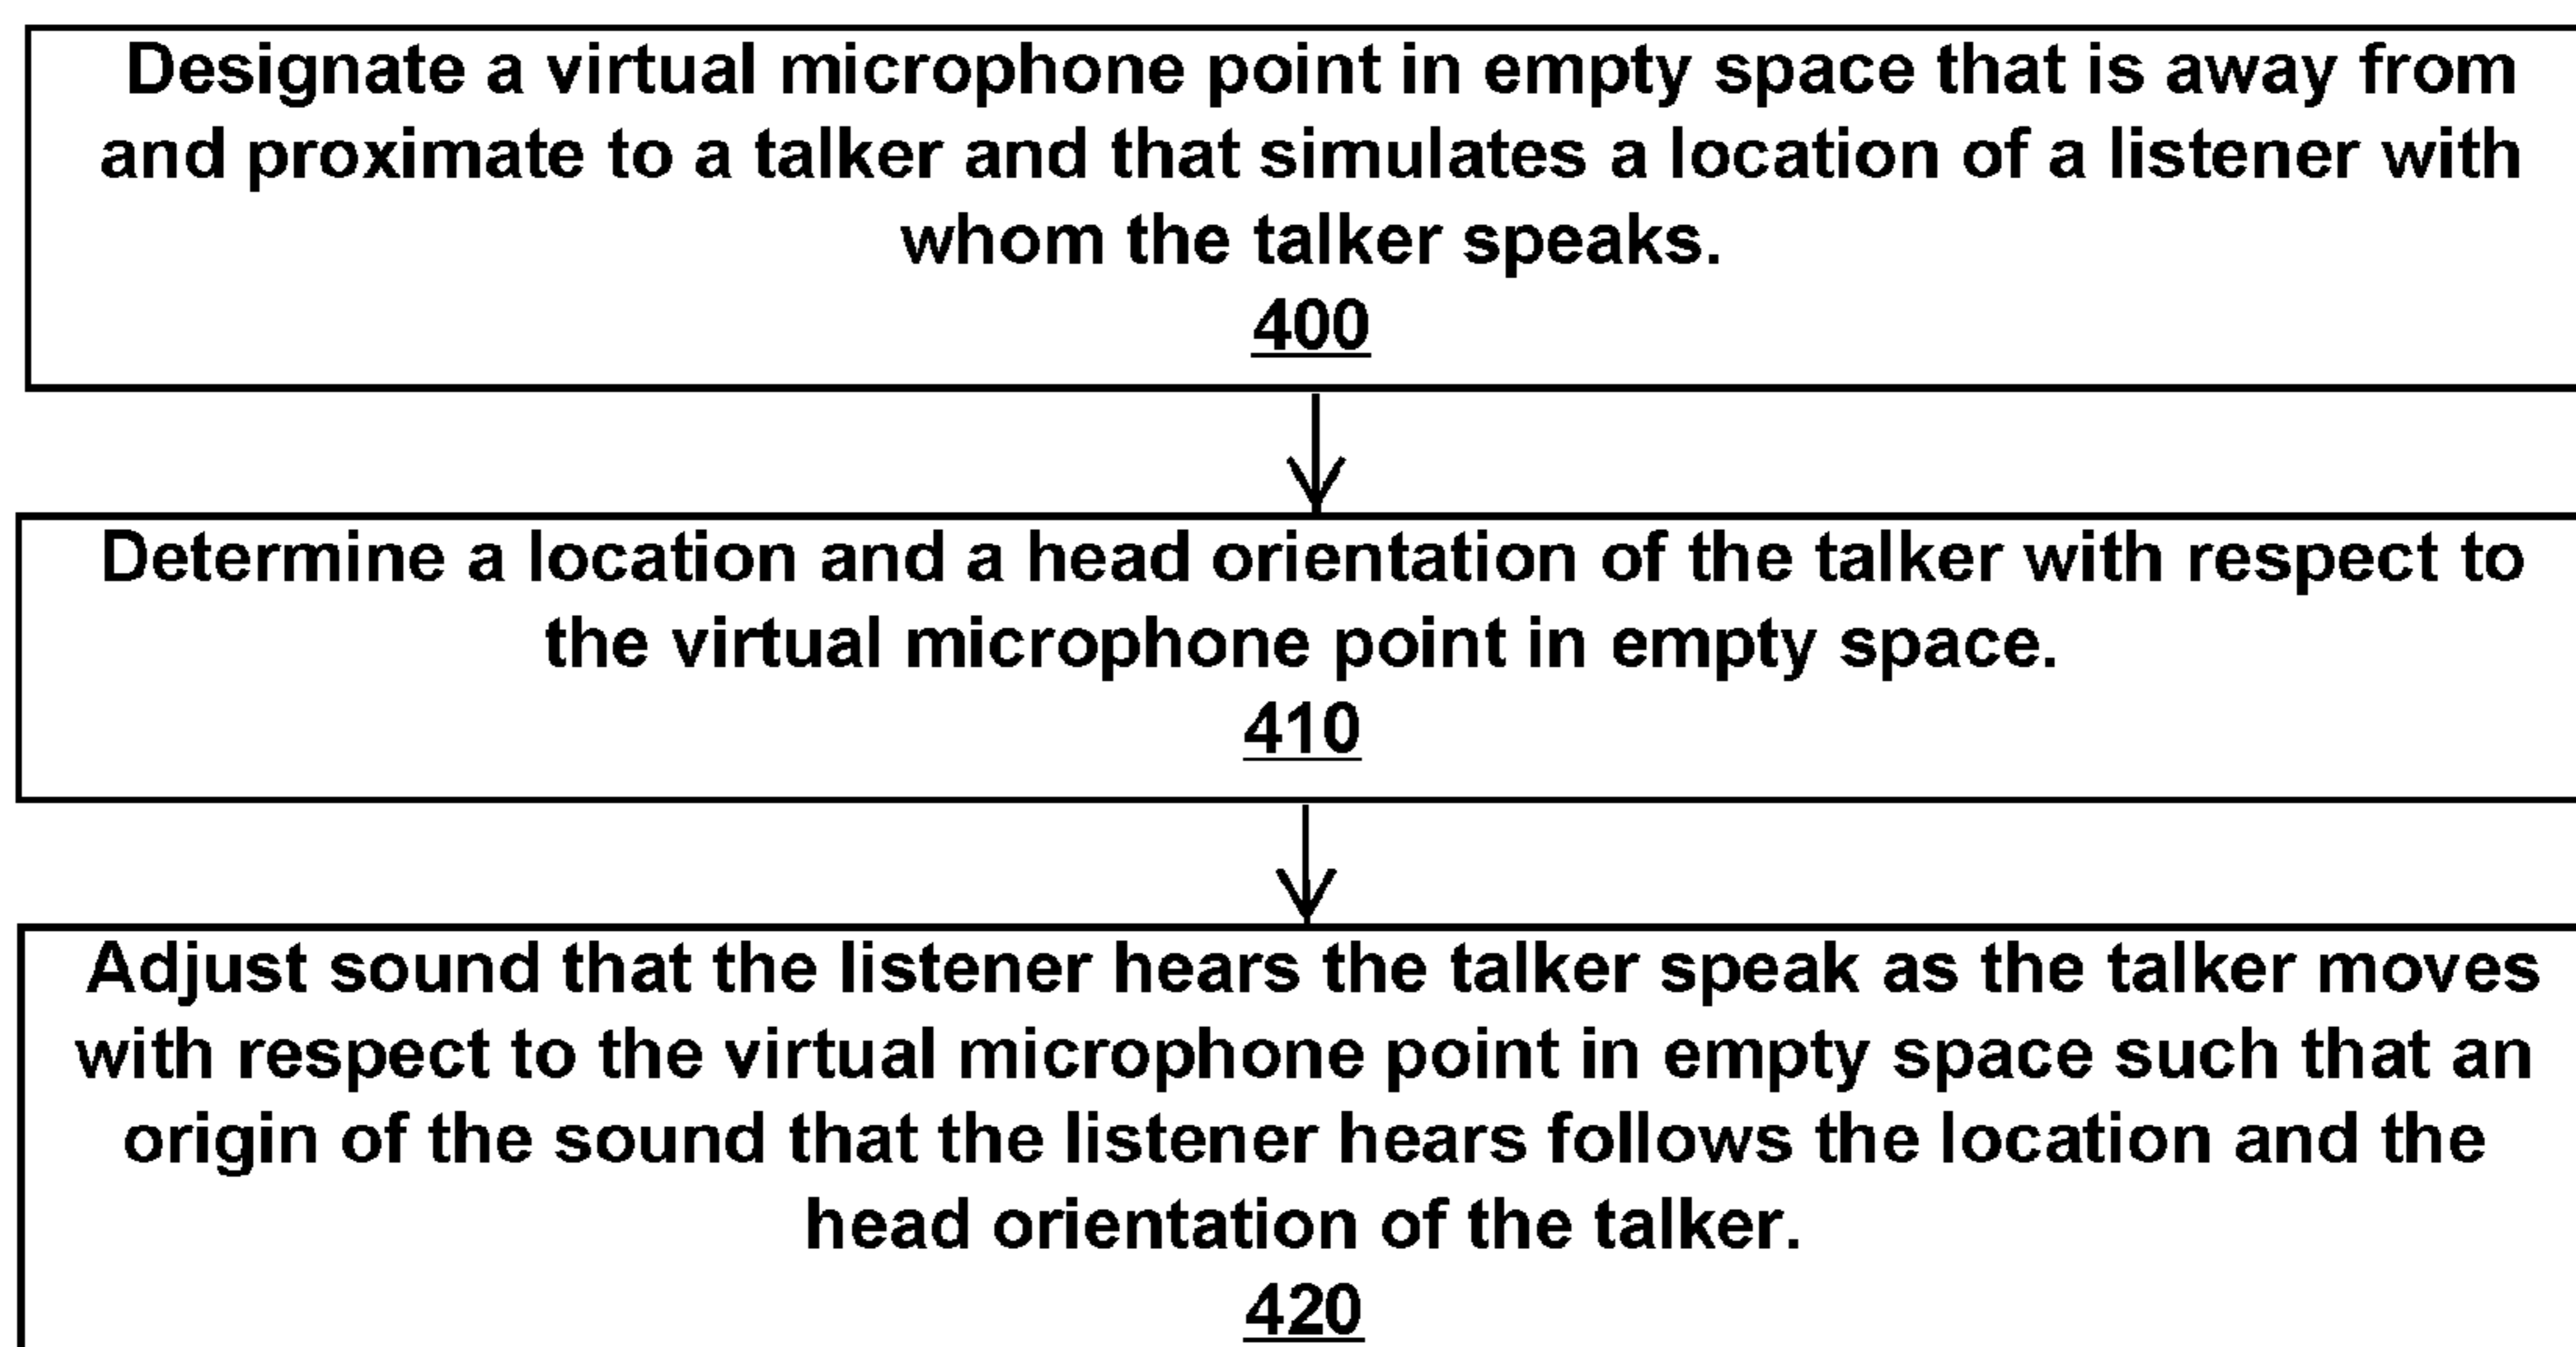 Designate a virtual microphone point in empty space that is away from
and proximate to a talker and that simulates a location of a listener with
whom the talker speaks.
400
Determine a location and a head orientation of the talker with respect to
the virtual microphone point in empty space.
410
Adjust sound that the listener hears the talker speak as the talker moves
with respect to the virtual microphone point in empty space such that an
origin of the sound that the listener hears follows the location and the
head orientation of the talker.
420